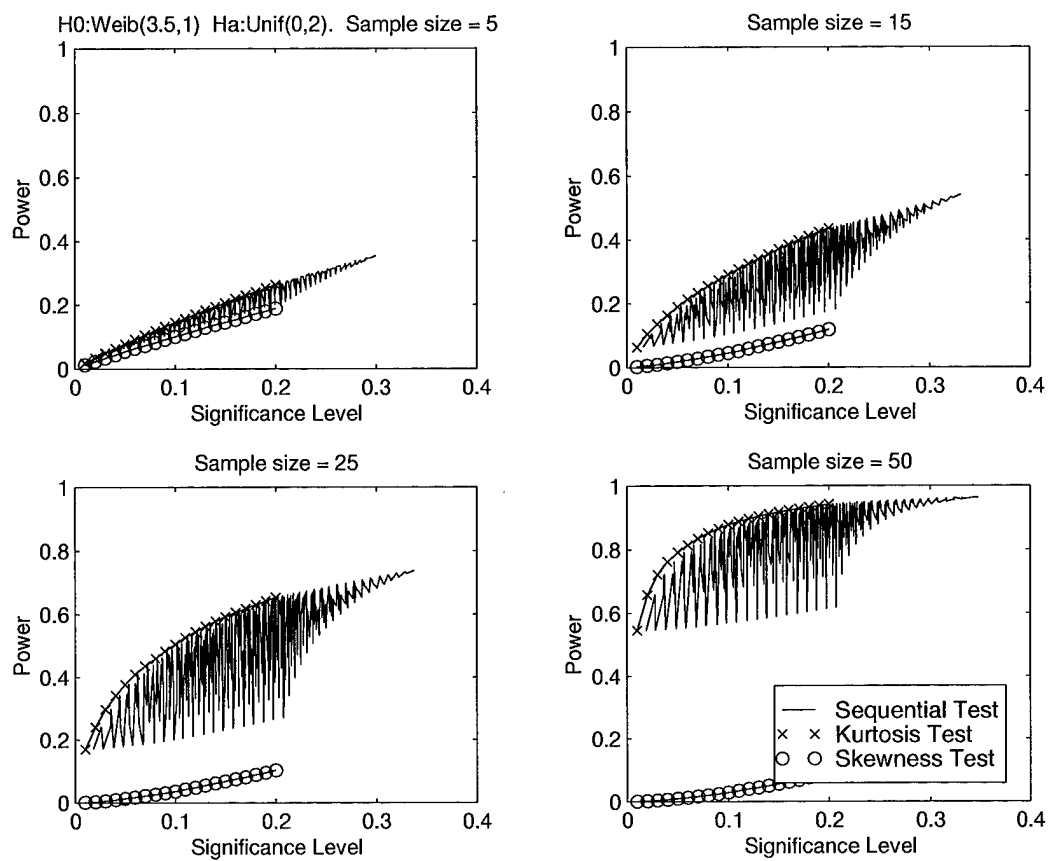 H0:Weib(3.5,1) Ha:Unif(0,2). Sample size = 5
1
0.8
0.6
0.4
0.2
0
Power
0
0.1
0.2
0.3
0.4
Significance Level
Sample size = 15
1
0.8
0.6
0.4
0.2
0
Power
0
0.1
0.2
0.3
0.4
Significance Level
Sample size = 25
1
0.8
0.6
0.4
0.2
0
Power
0
0.1
0.2
0.3
0.4
Significance Level
Sample size = 50
1
0.8
0.6
0.4
0.2
0
Power
0
0.1
0.2
0.3
0.4
Significance Level
Sequential Test
Kurtosis Test
Skewness Test